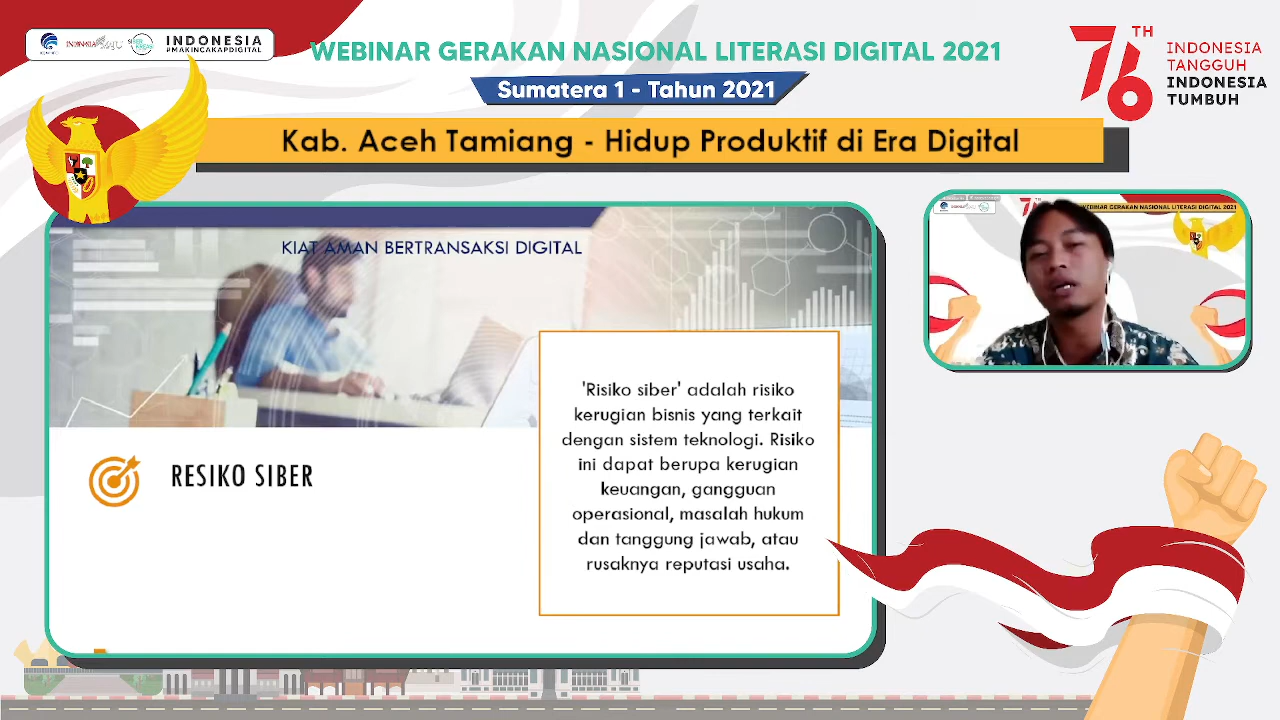 INDONESIA
#MAKINCAKAPDIGITAL
WEBINAR GERAKAN NASIONAL LITERASI DIGITAL 2021
Sumatera 1 - Tahun 2021
76TH
INDONESIA
TANGGUH
INDONESIA
TUMBUH
Kab. Aceh Tamiang - Hidup Produktif di Era Digital
KIAT AMAN BERTRANSAKSI DIGITAL
WEBINAR GERAKAN NASIONAL LITERASI DIGITAL 2021
RESIKO SIBER
'Risiko siber' adalah risiko
kerugian bisnis yang terkait
dengan sistem teknologi. Risiko
ini dapat berupa kerugian
keuangan, gangguan
operasional, masalah hukum
dan tanggung jawab, atau
rusaknya reputasi usaha.